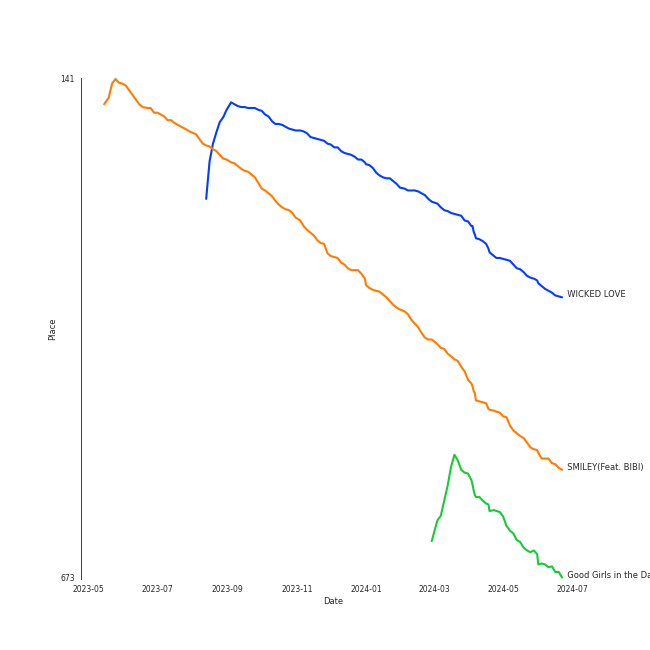 141
WICKED LOVE
Place
SMILEY(Feat. BIBI)
Good Girls in the Da
673
2023-05 2023-07 2023-09 2023-11 2024-01 2024-03 2024-05 2024-07
Date